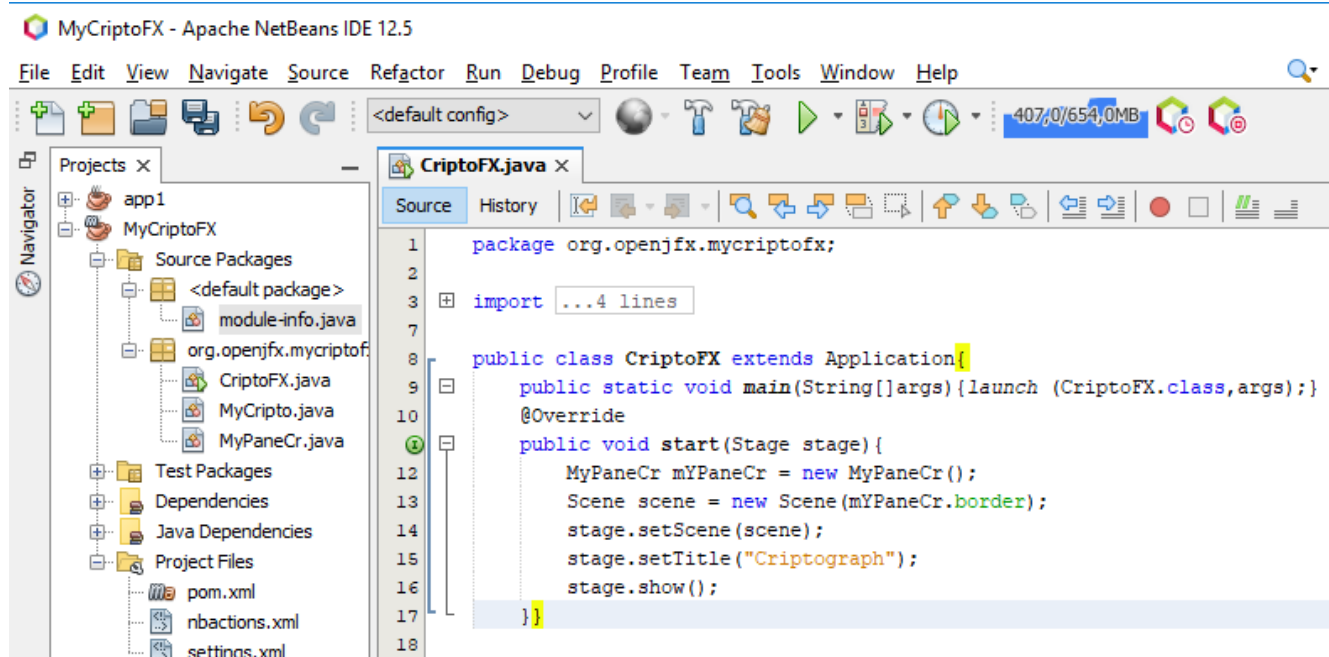 MyCriptoFX - Apache NetBeans IDE 12.5
File Edit View Navigate Source Refactor Run Debug Profile Team Tools Window Help
<default config> 407,0/654,0MB
Projects
CriptoFX.java
Navigator
app1
MyCriptoFX
Source Packages
<default package>
module-info.java
org.openjfx.mycriptof
CriptoFX.java
MyCripto.java
MyPaneCr.java
Test Packages
Dependencies
Java Dependencies
Project Files
pom.xml
nbactions.xml
settings.xml
Source History
1 package org.openjfx.mycriptofx;
2
3 import ...4 lines
7
8 public class CriptoFX extends Application{
9 public static void main(String[]args){launch (CriptoFX.class,args);}
10 @Override
public void start(Stage stage){
12 MyPaneCr mYPaneCr = new MyPaneCr();
13 Scene scene = new Scene(mYPaneCr.border);
14 stage.setScene(scene);
15 stage.setTitle("Criptograph");
16 stage.show();
17 }}
18